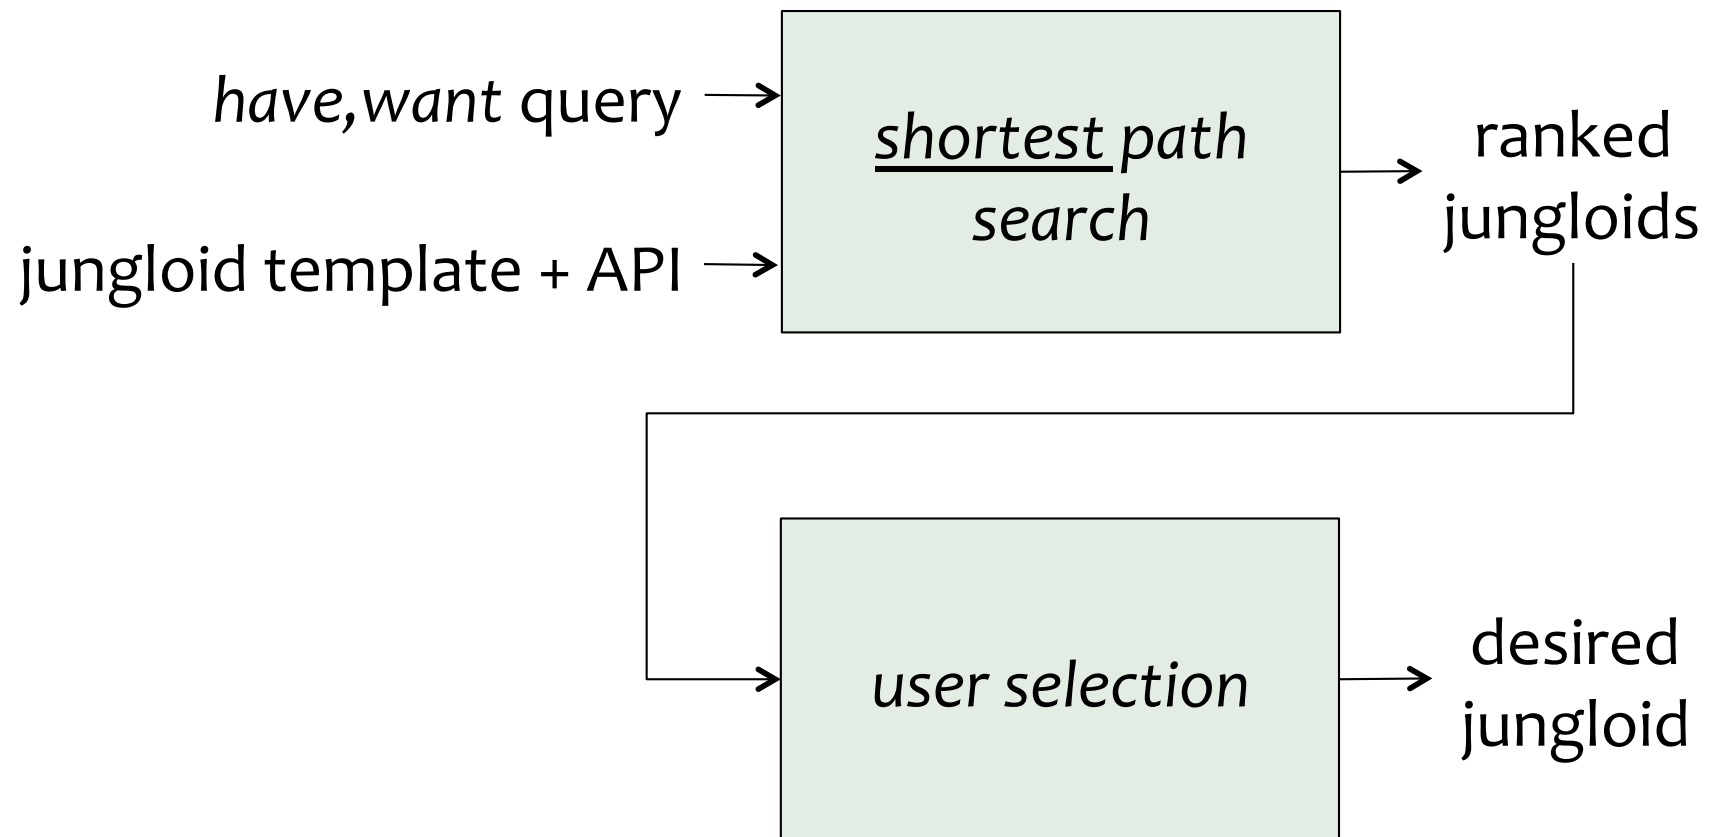 have,want query
jungloid template + API
shortest path
search
ranked
jungloids
user selection
desired
jungloid